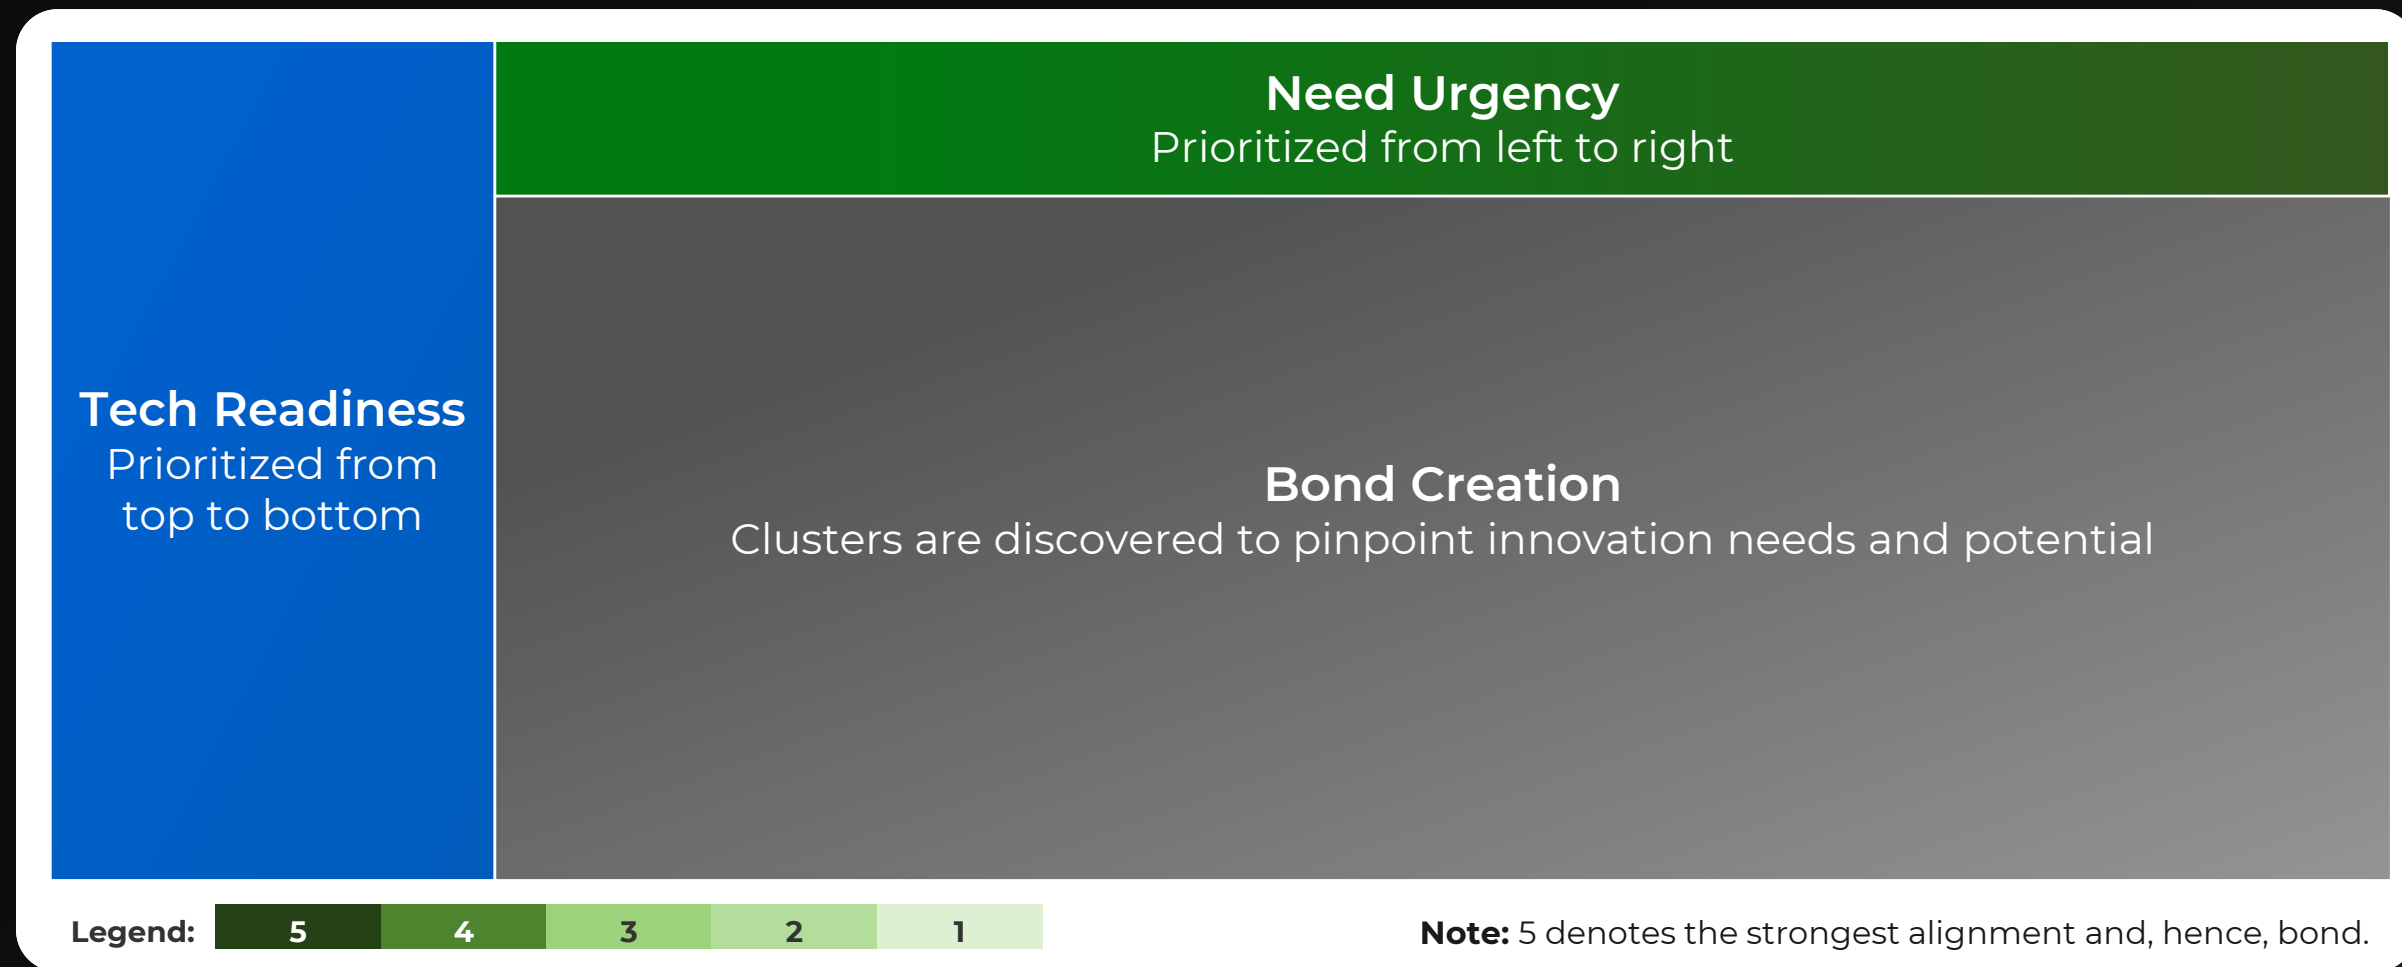 Need Urgency
Prioritized from left to right
Tech Readiness
Prioritized from
top to bottom
Bond Creation
Clusters are discovered to pinpoint innovation needs and potential
Legend: 5 4 3 2 1
Note: 5 denotes the strongest alignment and, hence, bond.